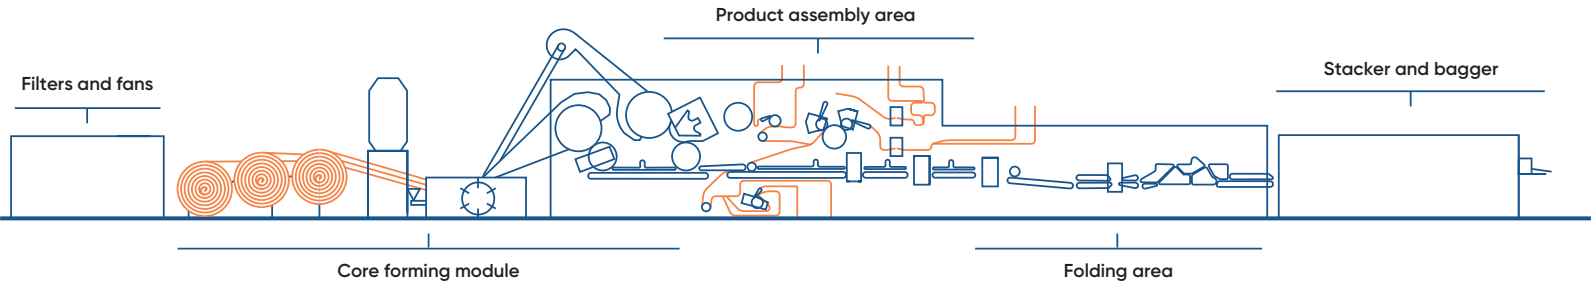 Product assembly area
Filters and fans
Stacker and bagger
Core forming module
Folding area